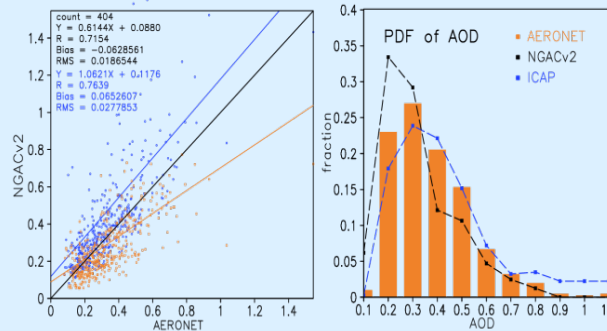 count = 404
Y = 0.6144X + 0.0880
R = 0.7154
Bias = −0.0628561
RMS = 0.0186544
Y = 1.0621X + 0.1176
R = 0.7639
Bias = 0.0652607
RMS = 0.0277853
NGACv2
1.4
1.2
1
0.8
0.6
0.4
0.2
0
0 0.2 0.4 0.6 0.8 1 1.2 1.4
AERONET
PDF of AOD
AERONET
NGACv2
ICAP
fraction
0.4
0.35
0.3
0.25
0.2
0.15
0.1
0.05
0
0.1 0.2 0.3 0.4 0.5 0.6 0.7 0.8 0.9 1
AOD